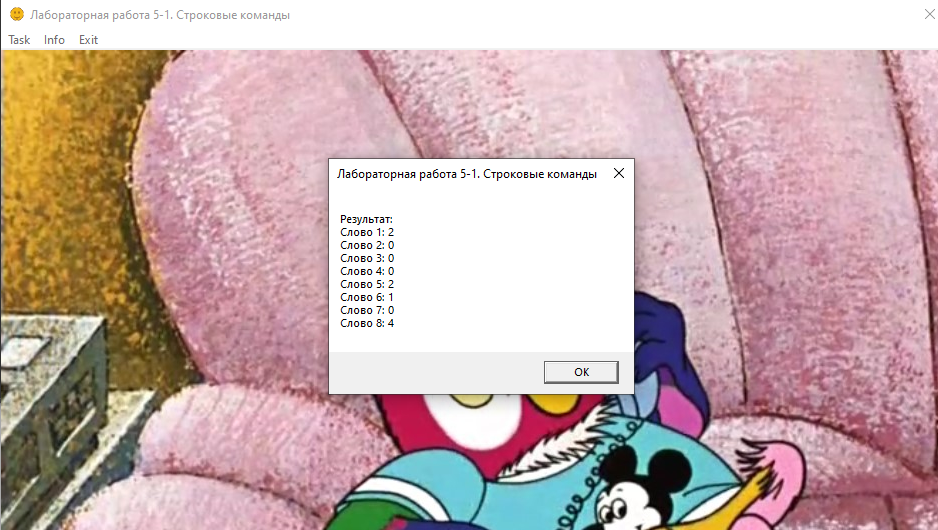 Лабораторная работа 5-1. Строковые команды
Task Info Exit
Лабораторная работа 5-1. Строковые команды
Результат:
Слово 1: 2
Слово 2: 0
Слово 3: 0
Слово 4: 0
Слово 5: 2
Слово 6: 1
Слово 7: 0
Слово 8: 4
OK